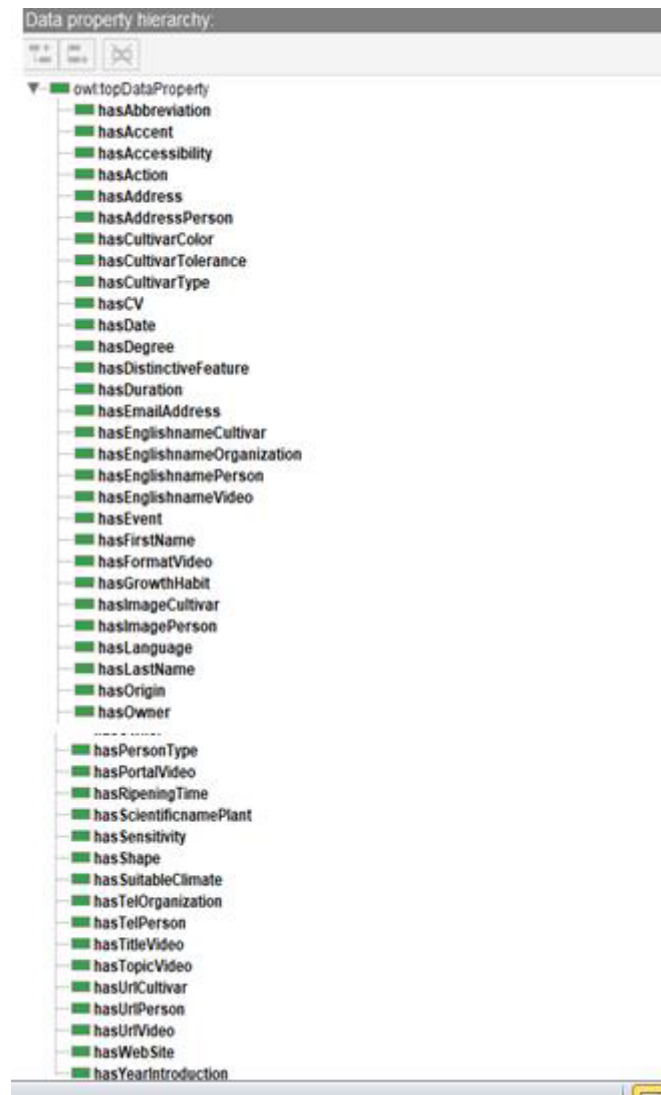 Data property hierarchy:
owl:topDataProperty
hasAbbreviation
hasAccent
hasAccessibility
hasAction
hasAddress
hasAddressPerson
hasCultivarColor
hasCultivarTolerance
hasCultivarType
hasCV
hasDate
hasDegree
hasDistinctiveFeature
hasDuration
hasEmailAddress
hasEnglishnameCultivar
hasEnglishnameOrganization
hasEnglishnamePerson
hasEnglishnameVideo
hasEvent
hasFirstName
hasFormatVideo
hasGrowthHabit
hasImageCultivar
hasImagePerson
hasLanguage
hasLastName
hasOrigin
hasOwner
hasPersonType
hasPortalVideo
hasRipeningTime
hasScientificnamePlant
hasSensitivity
hasShape
hasSuitableClimate
hasTelOrganization
hasTelPerson
hasTitleVideo
hasTopicVideo
hasUrlCultivar
hasUrlPerson
hasUrlVideo
hasWebSite
hasYearIntroduction